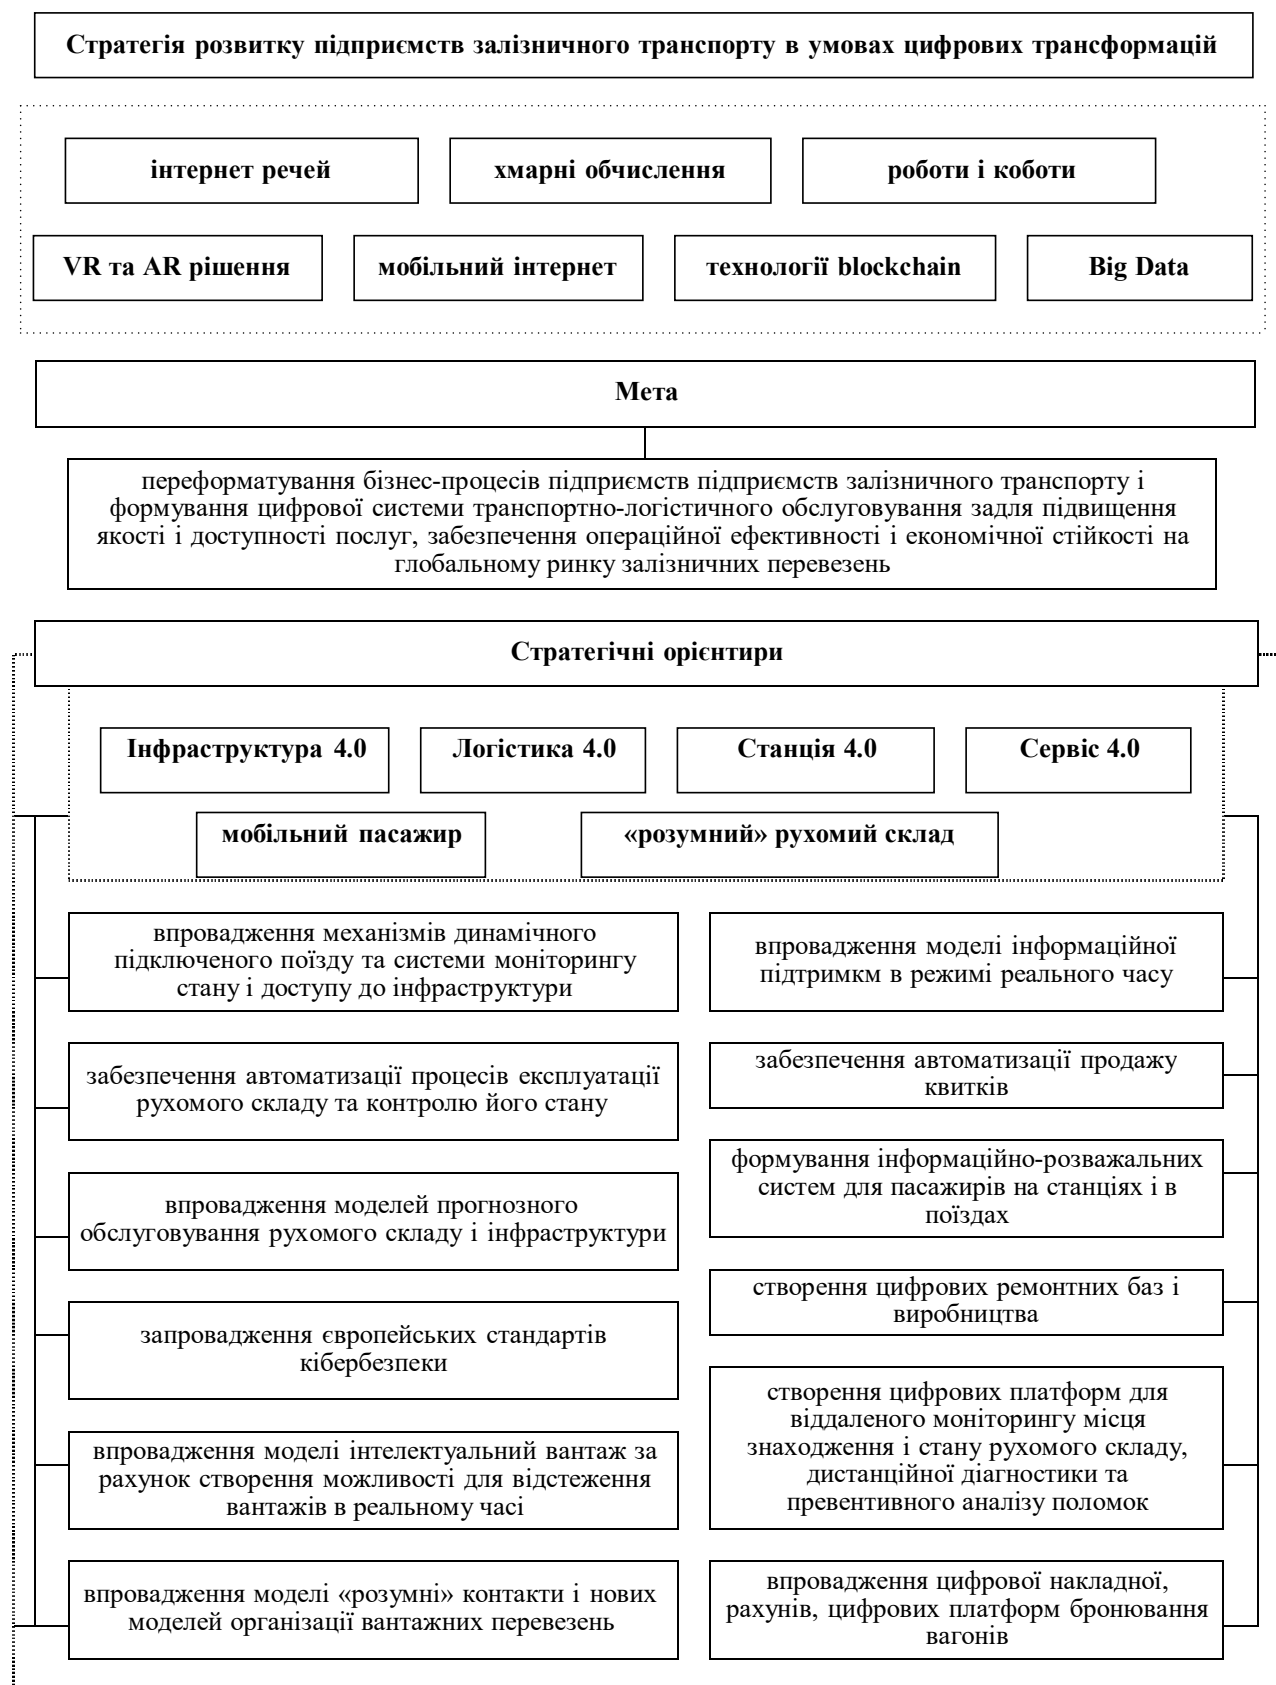 Стратегія розвитку підприємств залізничного транспорту в умовах цифрових трансформацій
інтернет речей
хмарні обчислення
роботи і коботи
VR та AR рішення
мобільний інтернет
технології blockchain
Big Data
Мета
переформатування бізнес-процесів підприємств підприємств залізничного транспорту і
формування цифрової системи транспортно-логістичного обслуговування задля підвищення
якості і доступності послуг, забезпечення операційної ефективності і економічної стійкості на
глобальному ринку залізничних перевезень
Стратегічні орієнтири
Інфраструктура 4.0
Логістика 4.0
Станція 4.0
Сервіс 4.0
мобільний пасажир
«розумний» рухомий склад
впровадження механізмів динамічного
підключеного поїзду та системи моніторингу
стану і доступу до інфраструктури
забезпечення автоматизації процесів експлуатації
рухомого складу та контролю його стану
впровадження моделей прогнозного
обслуговування рухомого складу і інфраструктури
запровадження європейських стандартів
кібербезпеки
впровадження моделі інтелектуальний вантаж за
рахунок створення можливості для відстеження
вантажів в реальному часі
впровадження моделі «розумні» контакти і нових
моделей організації вантажних перевезень
впровадження моделі інформаційної
підтримкм в режимі реального часу
забезпечення автоматизації продажу
квитків
формування інформаційно-розважальних
систем для пасажирів на станціях і в
поїздах
створення цифрових ремонтних баз і
виробництва
створення цифрових платформ для
віддаленого моніторингу місця
знаходження і стану рухомого складу,
дистанційної діагностики та
превентивного аналізу поломок
впровадження цифрової накладної,
рахунів, цифрових платформ бронювання
вагонів